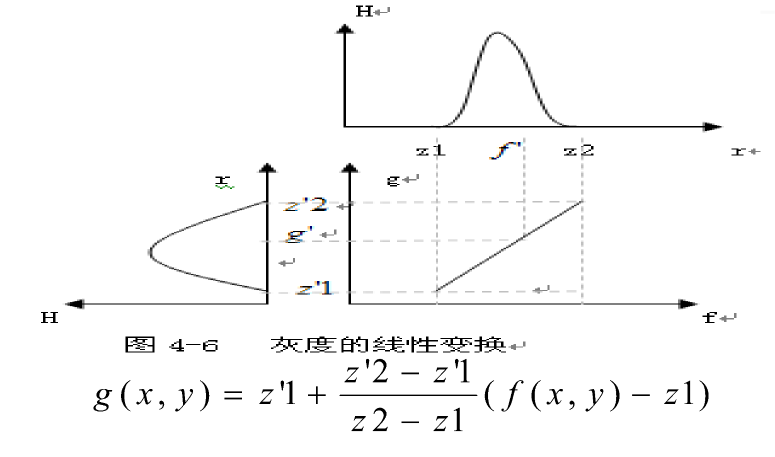 H↵
z1 f' z2 r↵
r g↵
z'2↵
g'↵
↵
z'1 ↵
H f↵
图 4-6 灰度的线性变换↵
g(x, y) = z'1 + \frac{z'2 − z'1}{z2 − z1}(f(x, y) − z1)